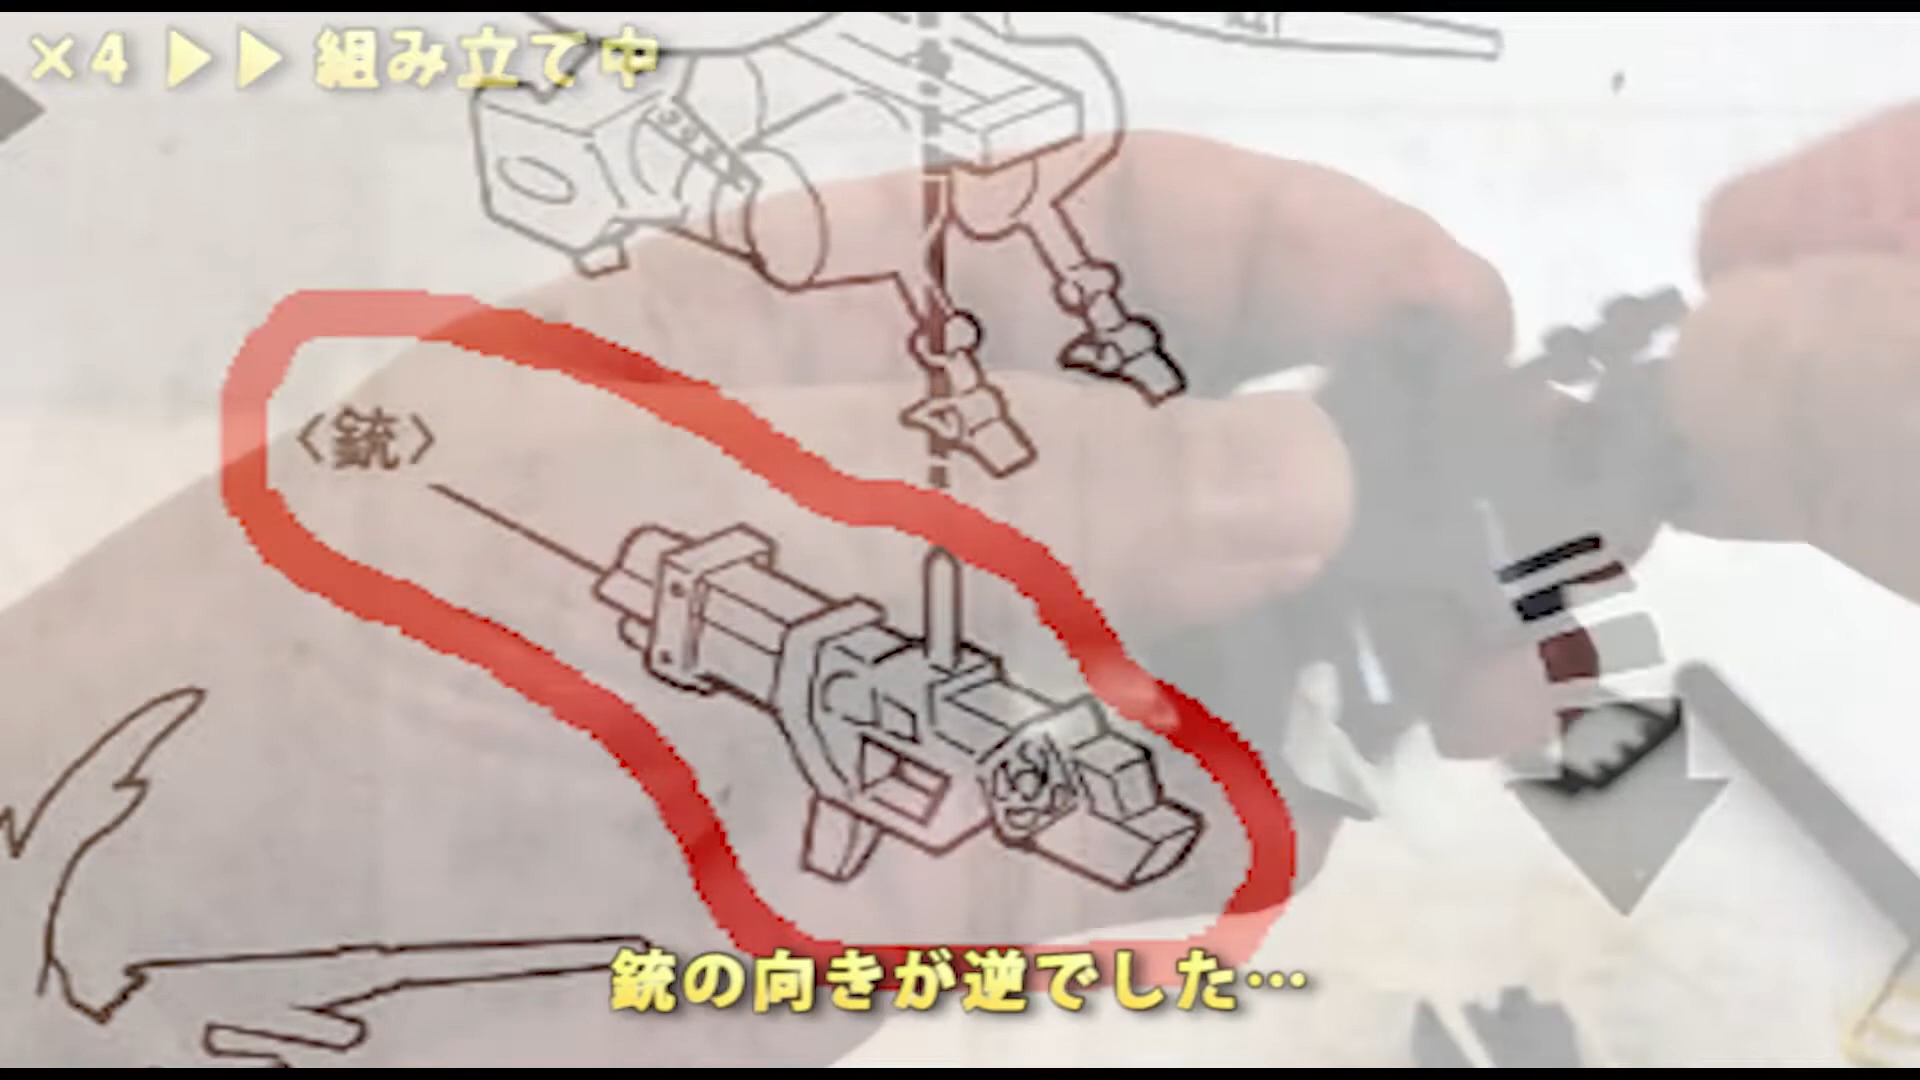 ×4 ▶▶ 組み立て中
〈銃〉
銃の向きが逆でした…